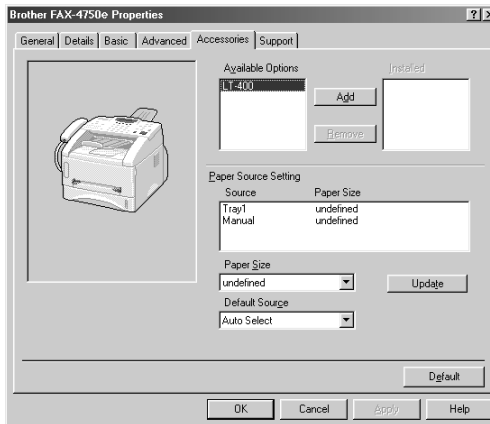 Brother FAX-4750e Properties
General Details Basic Advanced Accessories Support
Available Options
Installed
LT-400
Add
Remove
Paper Source Setting
Source Paper Size
Tray1 undefined
Manual undefined
Paper Size
undefined
Update
Default Source
Auto Select
Default
OK Cancel Apply Help